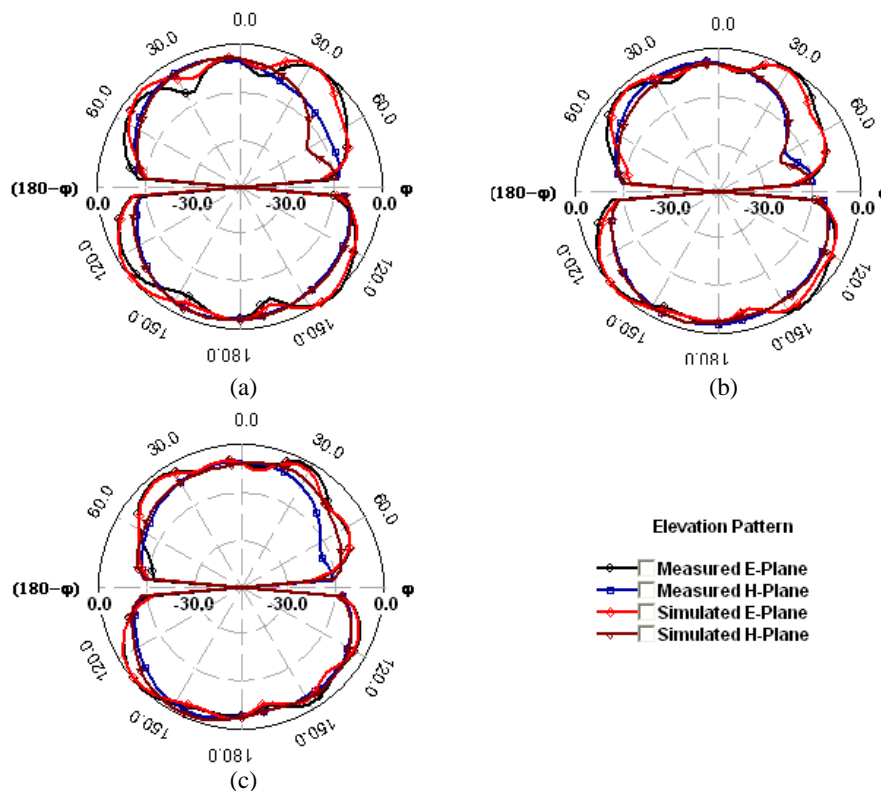 0.0
30.0 30.0
60.0 60.0
(180-φ) φ
0.0 -30.0 -30.0 0.0
120.0 120.0
150.0 150.0
180.0
(a)
0.0
30.0 30.0
60.0 60.0
(180-φ)
0.0 -30.0 -30.0 0.0
120.0 120.0
150.0 150.0
180.0
(b)
0.0
30.0 30.0
60.0 60.0
(180-φ) φ
0.0 -30.0 -30.0 0.0
120.0 120.0
150.0 150.0
180.0
(c)
Elevation Pattern
Measured E-Plane
Measured H-Plane
Simulated E-Plane
Simulated H-Plane